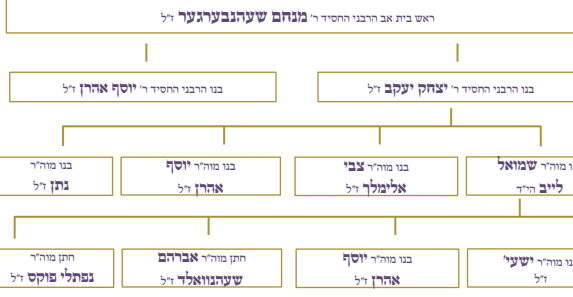 ראש בית אב הרבני החסיד ר' מנחם שעהנבערגער ז"ל
בנו הרבני החסיד ר' יצחק יעקב ז"ל
בנו הרבני החסיד ר' יוסף אהרן ז"ל
מוה"ר שמואל
לייב הי"ד
בנו מוה"ר צבי
אלימלך ז"ל
בנו מוה"ר יוסף
אהרן ז"ל
בנו מוה"ר
נתן ז"ל
מוה"ר ישעי'
ז"ל
בנו מוה"ר יוסף
אהרן ז"ל
חתן מוה"ר אברהם
שעהנוואלד ז"ל
חתן מוה"ר
נפתלי פוקס ז"ל